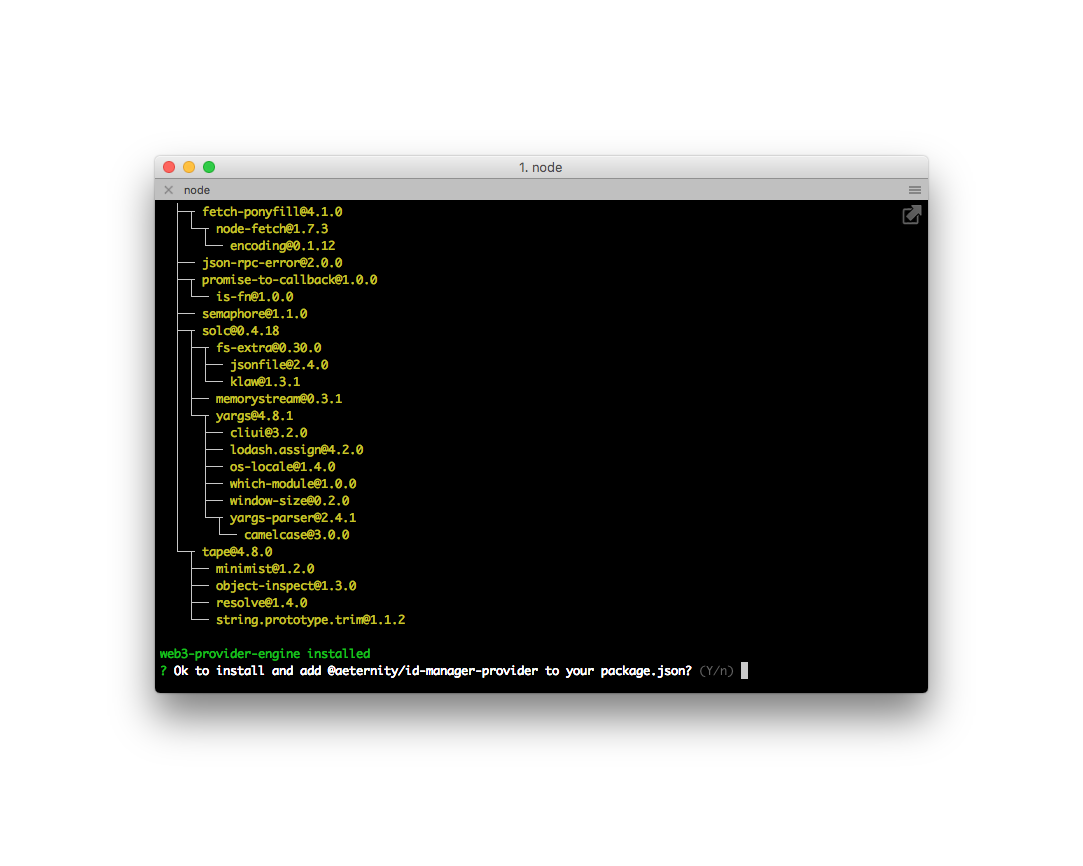 1. node
node
fetch-ponyfill@4.1.0
node-fetch@1.7.3
encoding@0.1.12
json-rpc-error@2.0.0
promise-to-callback@1.0.0
is-fn@1.0.0
semaphore@1.1.0
solc@0.4.18
fs-extra@0.30.0
jsonfile@2.4.0
klaw@1.3.1
memorystream@0.3.1
yargs@4.8.1
cliui@3.2.0
lodash.assign@4.2.0
os-locale@1.4.0
which-module@1.0.0
window-size@0.2.0
yargs-parser@2.4.1
camelcase@3.0.0
tape@4.8.0
minimist@1.2.0
object-inspect@1.3.0
resolve@1.4.0
string.prototype.trim@1.1.2
web3-provider-engine installed
? Ok to install and add @aeternity/id-manager-provider to your package.json? (Y/n)